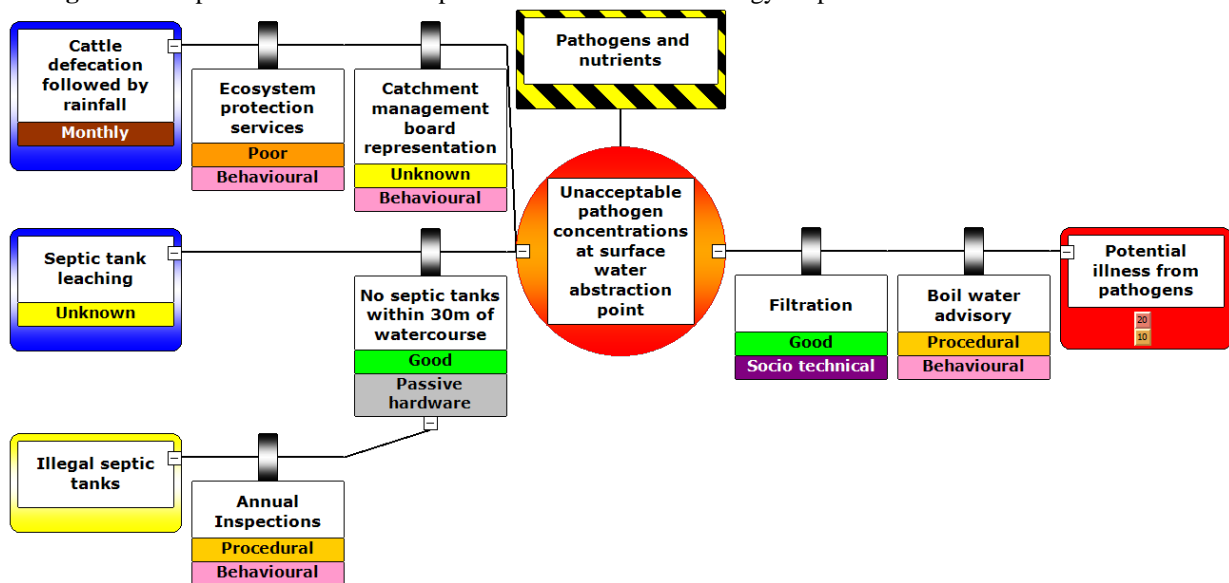 Cattle
defecation
followed by
rainfall
Monthly
Ecosystem
protection
services
Poor
Behavioural
Catchment
management
board
representation
Unknown
Behavioural
Pathogens and
nutrients
Septic tank
leaching
Unknown
No septic tanks
within 30m of
watercourse
Good
Passive
hardware
Unacceptable
pathogen
concentrations
at surface
water
abstraction
point
Filtration
Good
Socio technical
Boil water
advisory
Procedural
Behavioural
Potential
illness from
pathogens
20
10
Illegal septic
tanks
Annual
Inspections
Procedural
Behavioural